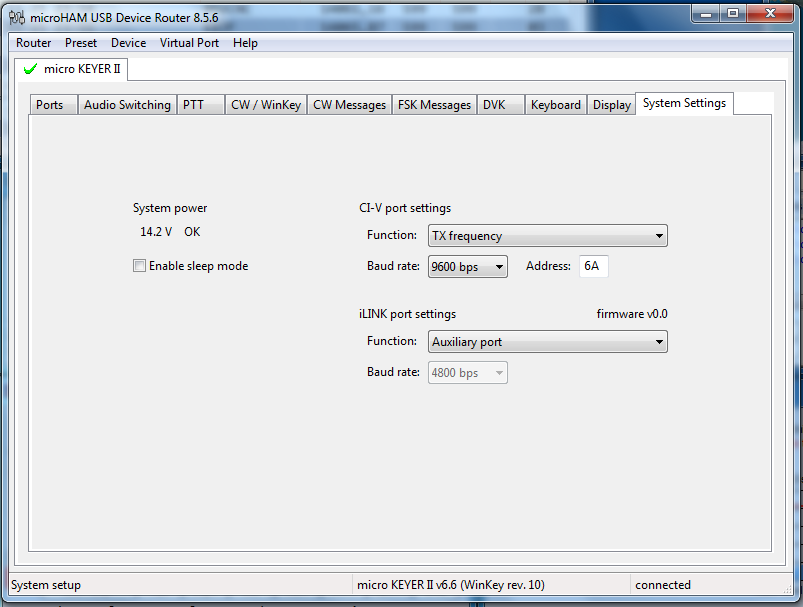 microHAM USB Device Router 8.5.6
Router Preset Device Virtual Port Help
micro KEYER II
Ports Audio Switching PTT CW / WinKey CW Messages FSK Messages DVK Keyboard Display System Settings
System power
14.2 V OK
Enable sleep mode
CI-V port settings
Function: TX frequency
Baud rate: 9600 bps Address: 6A
iLINK port settings firmware v0.0
Function: Auxiliary port
Baud rate: 4800 bps
System setup micro KEYER II v6.6 (WinKey rev. 10) connected